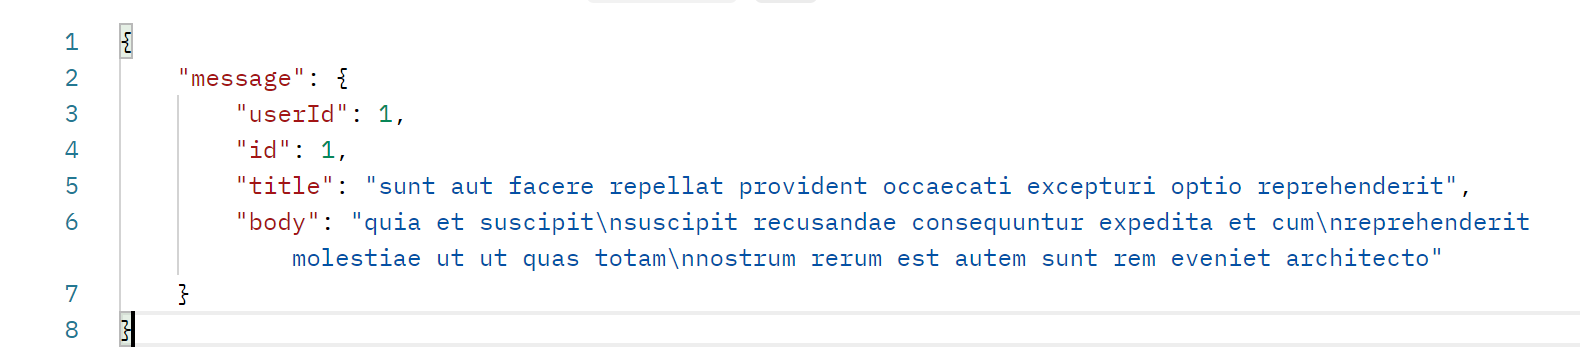 1 {
2 "message": {
3 "userId": 1,
4 "id": 1,
5 "title": "sunt aut facere repellat provident occaecati excepturi optio reprehenderit",
6 "body": "quia et suscipit\nsuscipit recusandae consequuntur expedita et cum\nreprehenderit
molestiae ut ut quas totam\nnostrum rerum est autem sunt rem eveniet architecto"
7 }
8 }